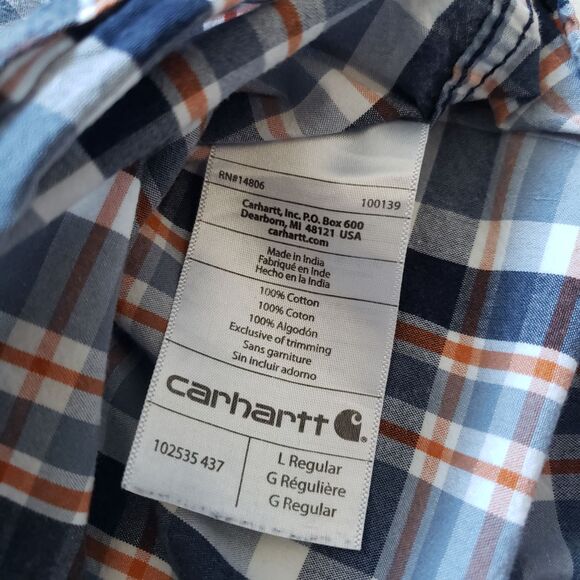 RN#14806 100139
Carhartt, Inc. P.O. Box 600
Dearborn, MI 48121 USA
carhartt.com
Made in India
Fabriqué en Inde
Hecho en la India
100% Cotton
100% Coton
100% Algodón
Exclusive of trimming
Sans garniture
Sin incluir adorno
carhartt
102535 437
L Regular
G Régulière
G Regular